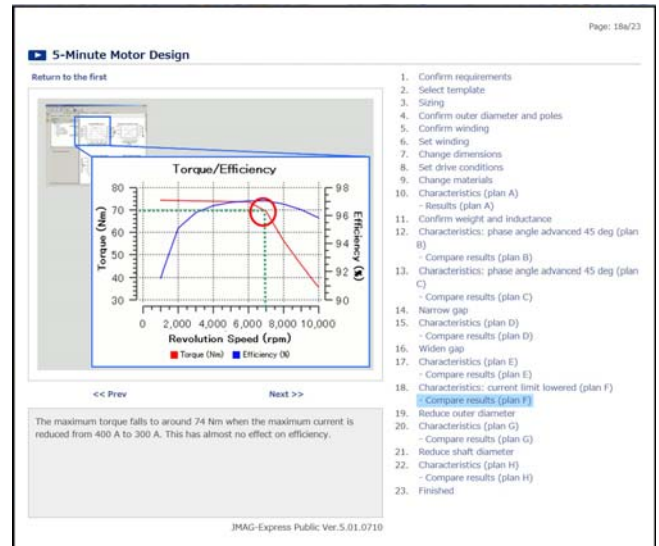 Page: 18a/23
5-Minute Motor Design
Return to the first
Torque/Efficiency
80
70
60
50
40
30
Torque (Nm)
98
96
94
92
90
Efficiency (%)
0 2,000 4,000 6,000 8,000 10,000
Revolution Speed (rpm)
Torque (Nm) Efficiency (%)
<< Prev Next >>
The maximum torque falls to around 74 Nm when the maximum current is
reduced from 400 A to 300 A. This has almost no effect on efficiency.
1. Confirm requirements
2. Select template
3. Sizing
4. Confirm outer diameter and poles
5. Confirm winding
6. Set winding
7. Change dimensions
8. Set drive conditions
9. Change materials
10. Characteristics (plan A)
- Results (plan A)
11. Confirm weight and inductance
12. Characteristics: phase angle advanced 45 deg (plan
B)
- Compare results (plan B)
13. Characteristics: phase angle advanced 45 deg (plan
C)
- Compare results (plan C)
14. Narrow gap
15. Characteristics (plan D)
- Compare results (plan D)
16. Widen gap
17. Characteristics (plan E)
- Compare results (plan E)
18. Characteristics: current limit lowered (plan F)
- Compare results (plan F)
19. Reduce outer diameter
20. Characteristics (plan G)
- Compare results (plan G)
21. Reduce shaft diameter
22. Characteristics (plan H)
- Compare results (plan H)
23. Finished
JMAG-Express Public Ver.5.01.0710